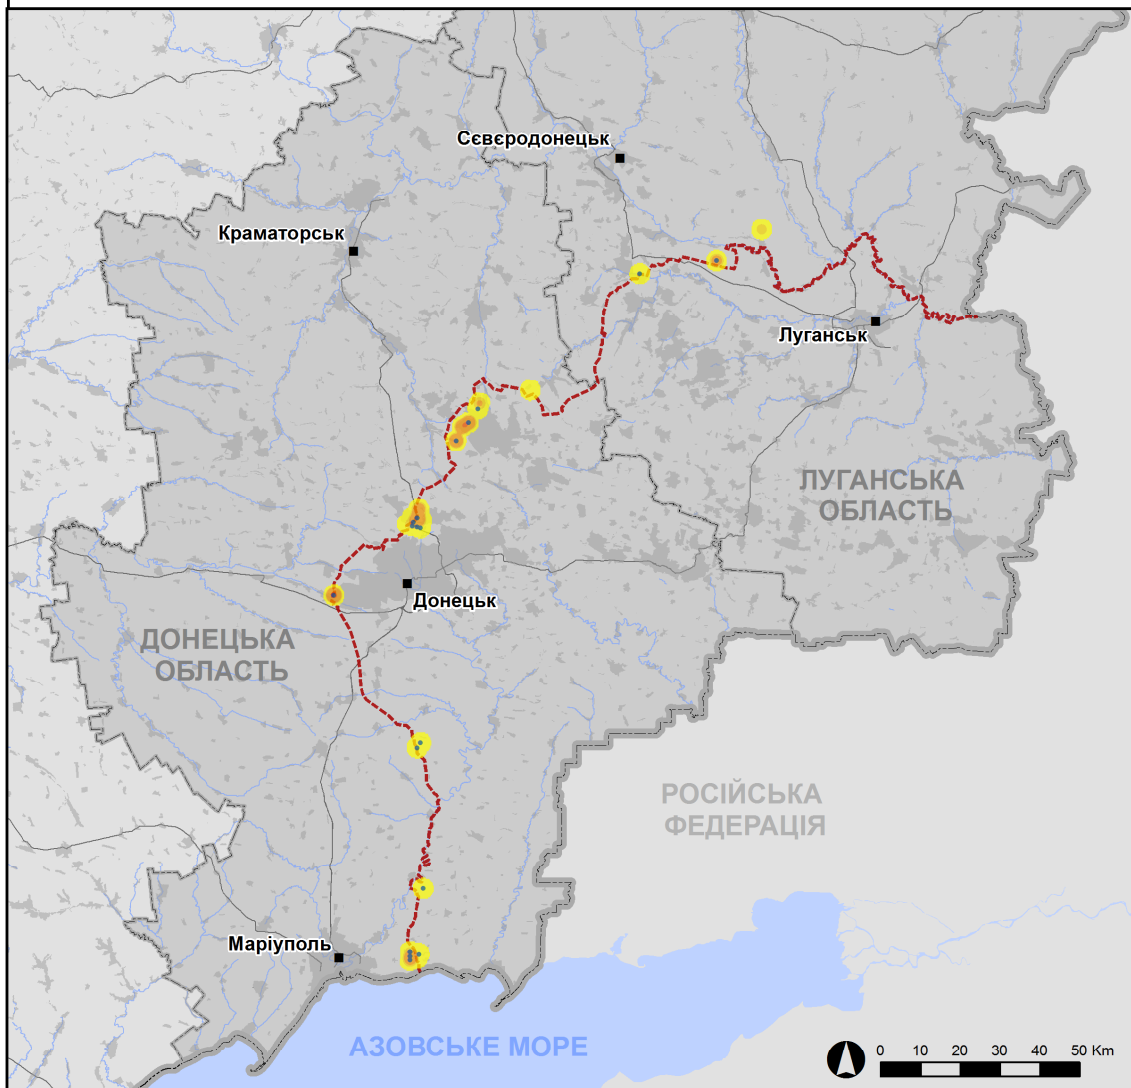 Сєвєродонецьк
Краматорськ
Луганськ
ЛУГАНСЬКА
ОБЛАСТЬ
Донецьк
ДОНЕЦЬКА
ОБЛАСТЬ
РОСІЙСЬКА
ФЕДЕРАЦІЯ
Маріуполь
АЗОВСЬКЕ МОРЕ
0 10 20 30 40 50 Km